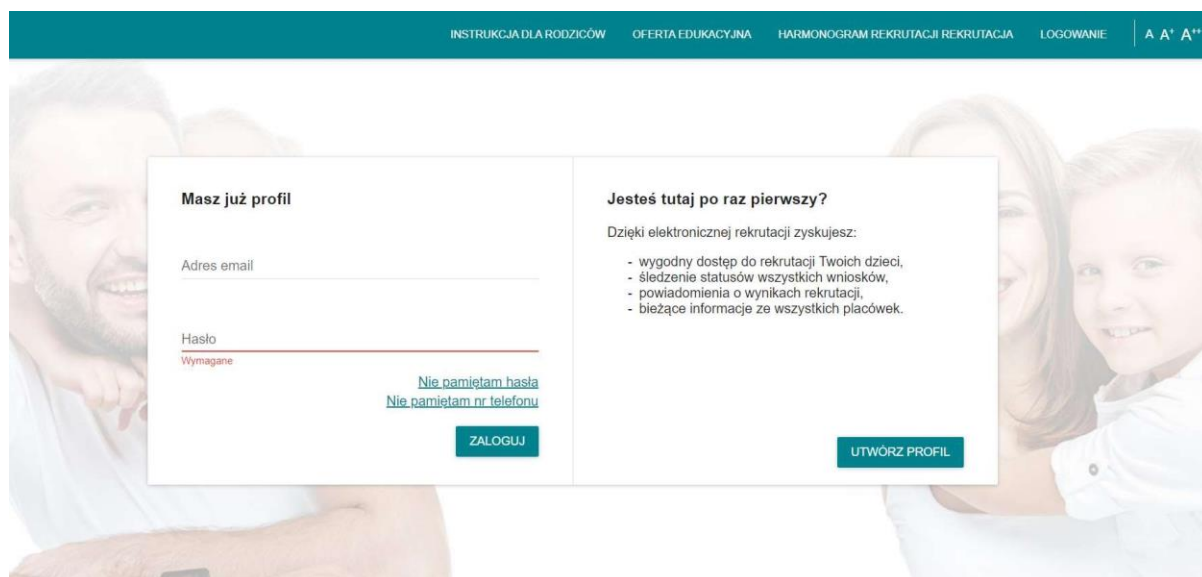 INSTRUKCJA DLA RODZICÓW OFERTA EDUKACYJNA HARMONOGRAM REKRUTACJI REKRUTACJA LOGOWANIE A A+ A++
Masz już profil
Adres email
Hasło
Wymagane
Nie pamiętam hasła
Nie pamiętam nr telefonu
ZALOGUJ
Jesteś tutaj po raz pierwszy?
Dzięki elektronicznej rekrutacji zyskujesz:
- wygodny dostęp do rekrutacji Twoich dzieci,
- śledzenie statusów wszystkich wniosków,
- powiadomienia o wynikach rekrutacji,
- bieżące informacje ze wszystkich placówek.
UTWÓRZ PROFIL